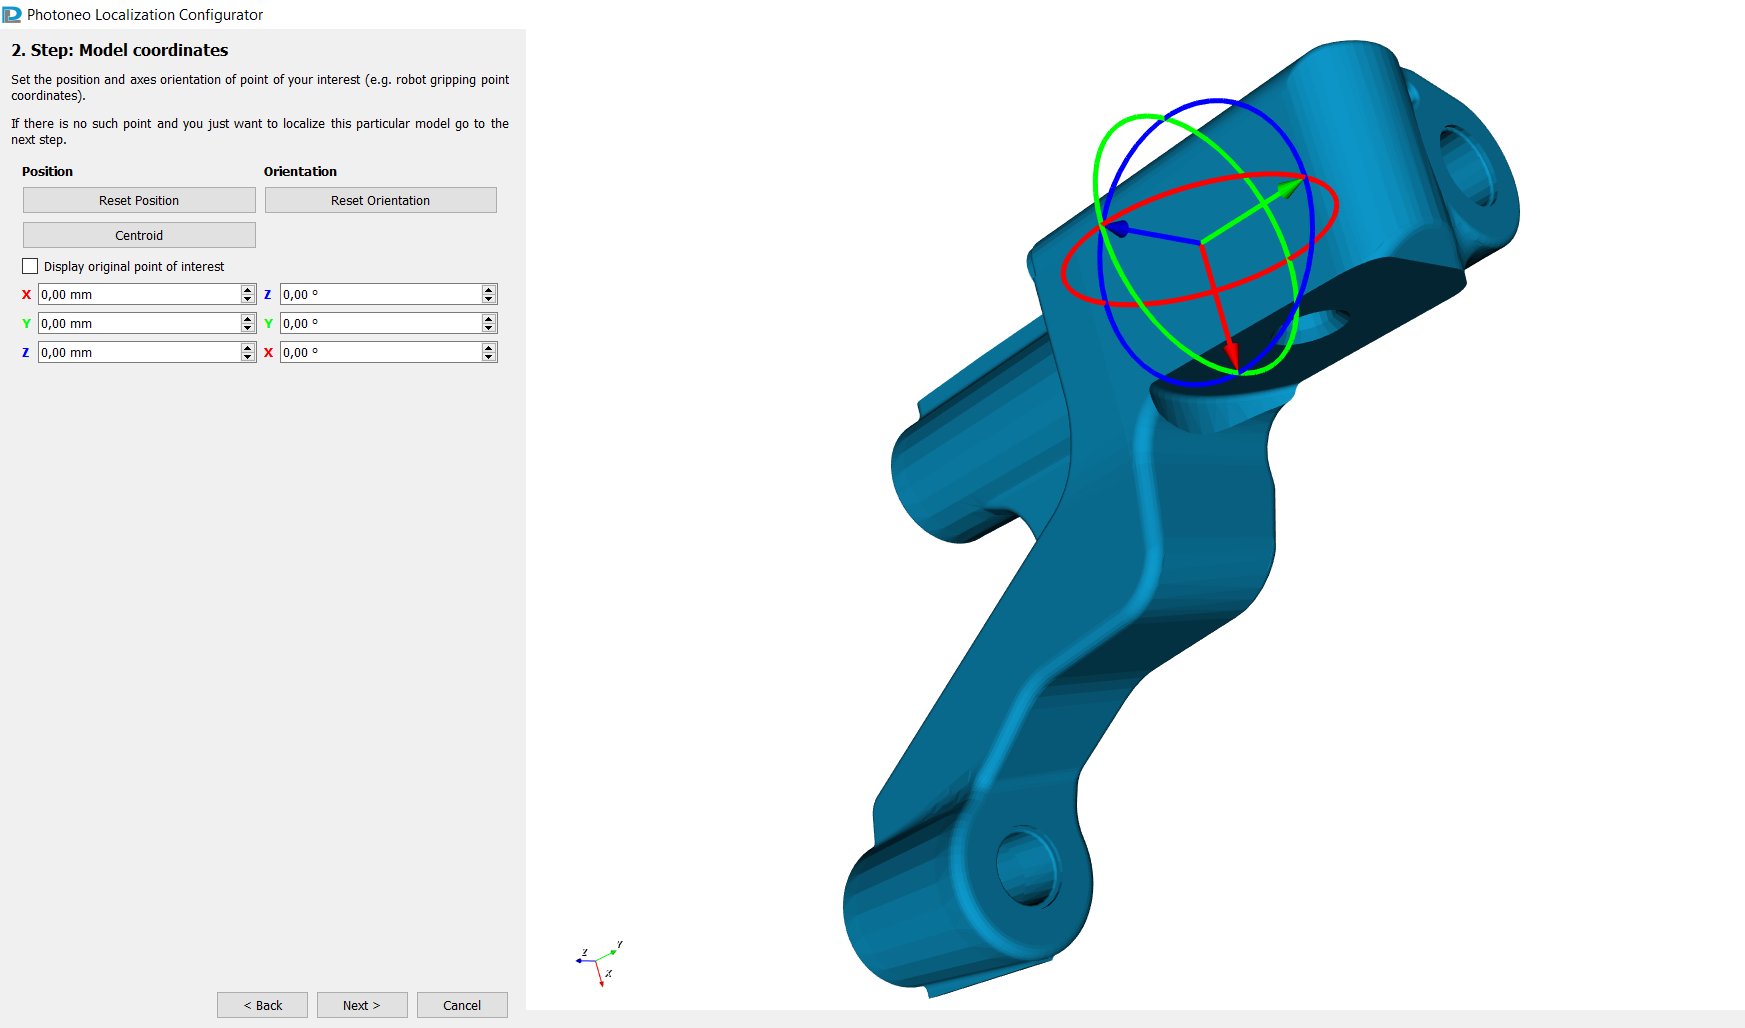 Photoneo Localization Configurator
2. Step: Model coordinates
Set the position and axes orientation of point of your interest (e.g. robot gripping point
coordinates).
If there is no such point and you just want to localize this particular model go to the
next step.
Position Orientation
Reset Position Reset Orientation
Centroid
Display original point of interest
X 0,00 mm Z 0,00 °
Y 0,00 mm Y 0,00 °
Z 0,00 mm X 0,00 °
Z Y
X
< Back Next > Cancel